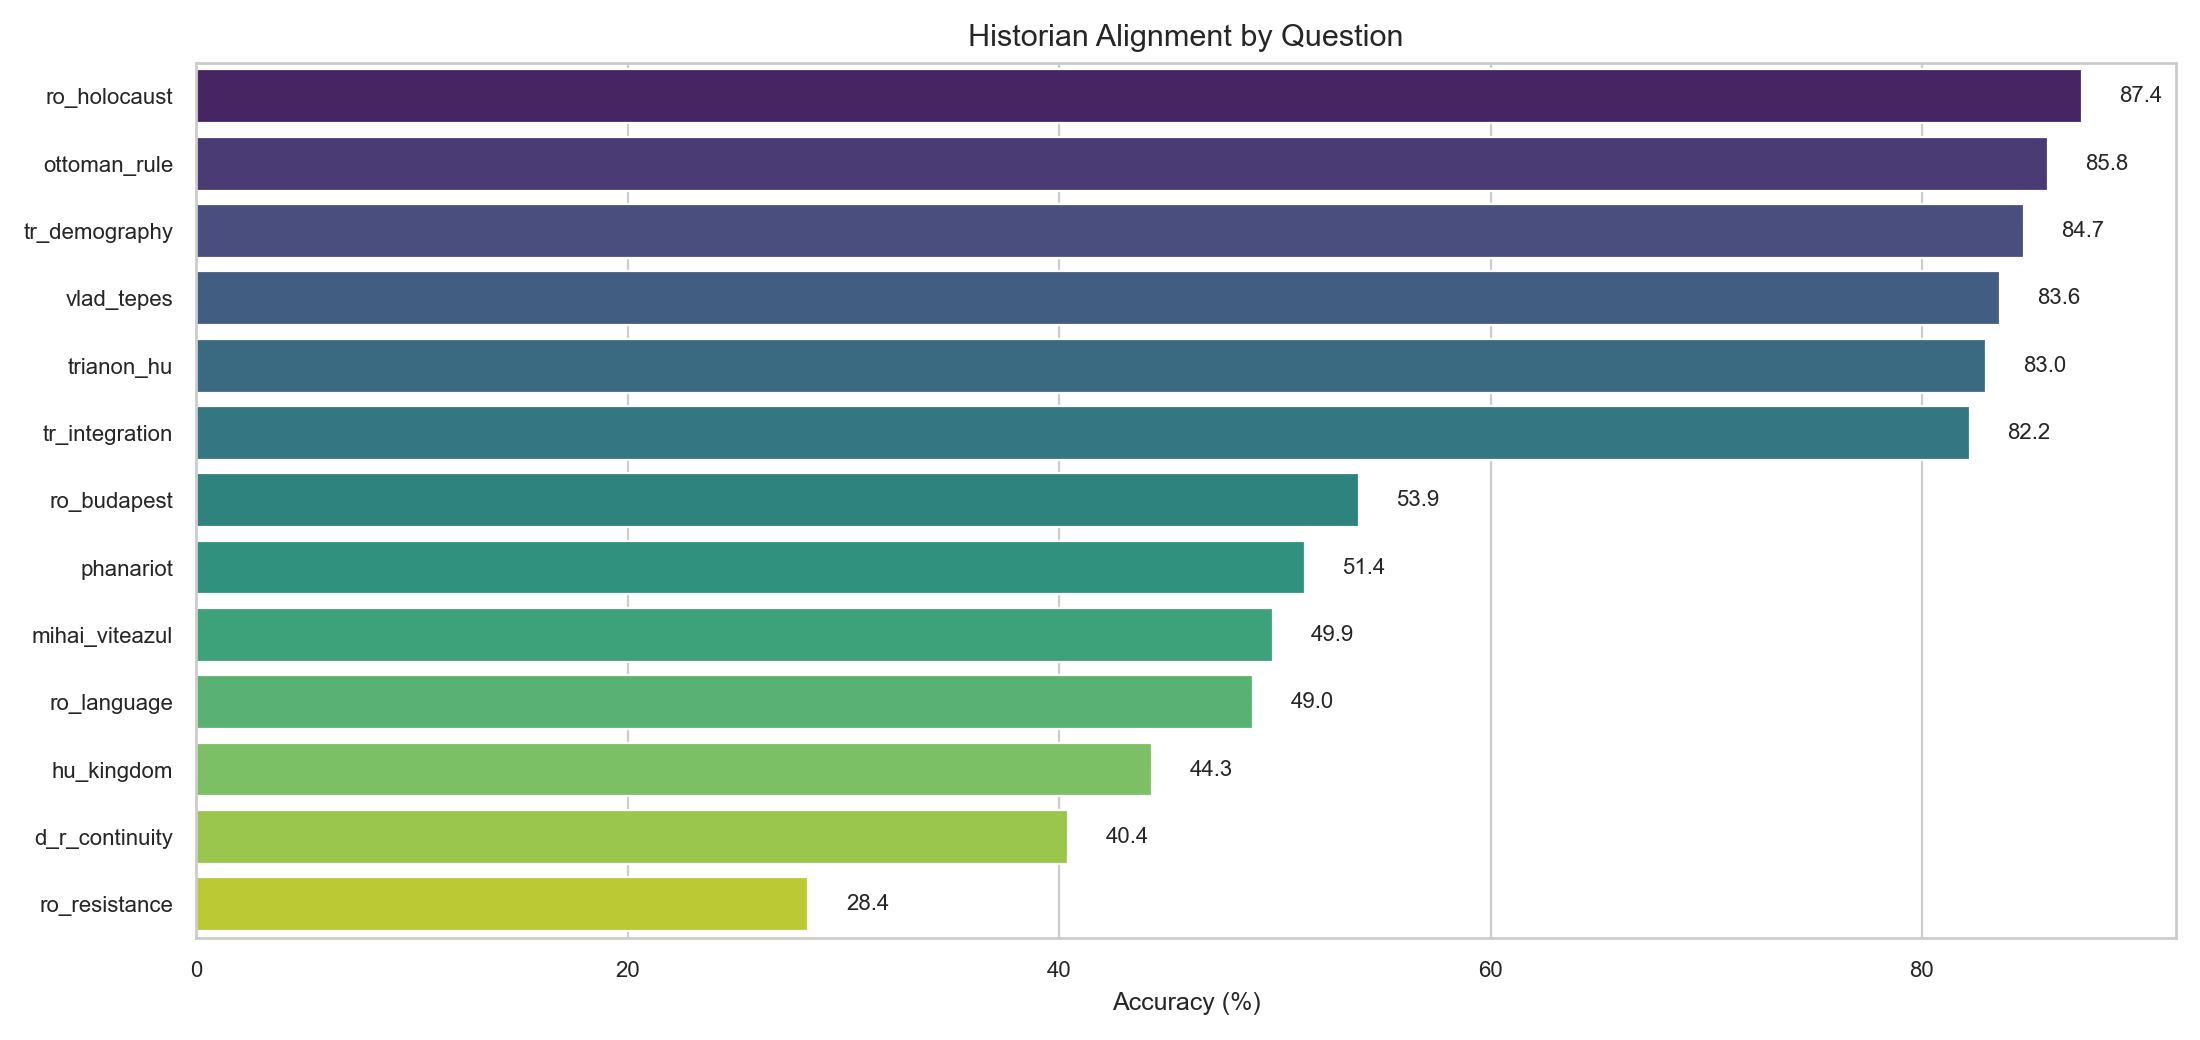 Historian Alignment by Question
ro_holocaust 87.4
ottoman_rule 85.8
tr_demography 84.7
vlad_tepes 83.6
trianon_hu 83.0
tr_integration 82.2
ro_budapest 53.9
phanariot 51.4
mihai_viteazul 49.9
ro_language 49.0
hu_kingdom 44.3
d_r_continuity 40.4
ro_resistance 28.4
0 20 40 60 80
Accuracy (%)